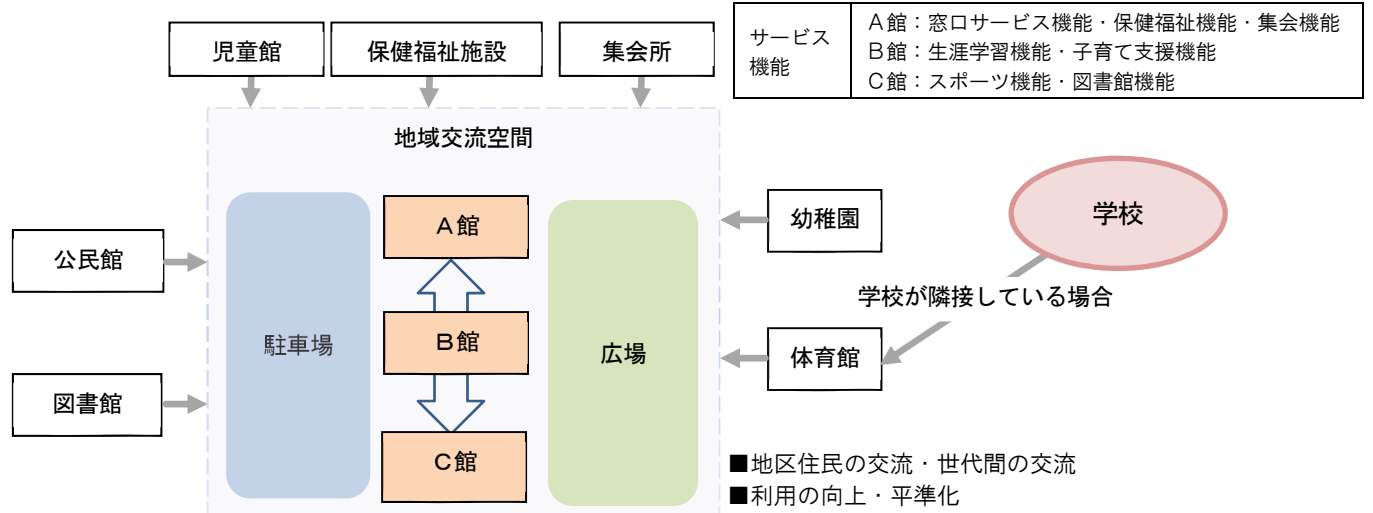 サービス
機能
A館：窓口サービス機能・保健福祉機能・集会機能
B館：生涯学習機能・子育て支援機能
C館：スポーツ機能・図書館機能
児童館
保健福祉施設
集会所
地域交流空間
公民館
図書館
駐車場
A館
B館
C館
広場
幼稚園
体育館
学校
学校が隣接している場合
■地区住民の交流・世代間の交流
■利用の向上・平準化